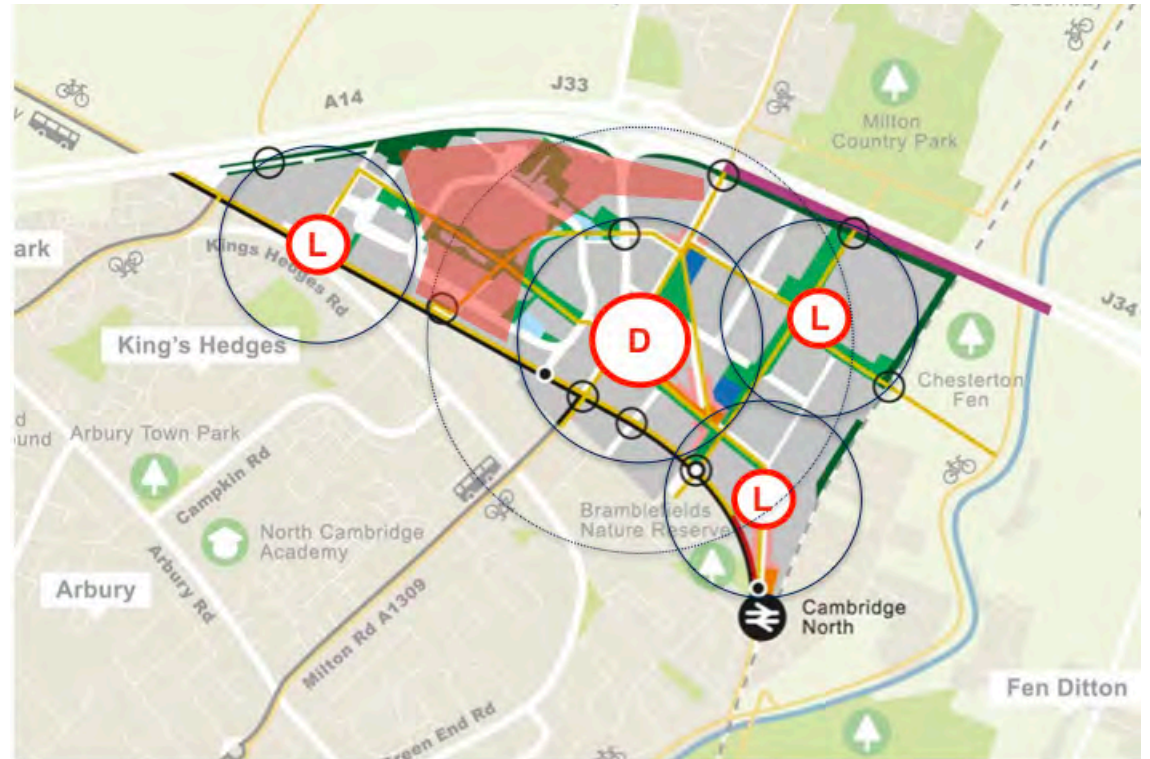 J33
A14
Milton
Country Park
ark
Kings Hedges Rd
L
L
D
J34
King's Hedges
Chesterton
Fen
Arbury Town Park
Campkin Rd
L
Bramblefields
Nature Reserve
North Cambridge
Academy
Arbury Rd
Arbury
Milton Rd A1309
Cambridge
North
Fen Ditton
Green End Rd